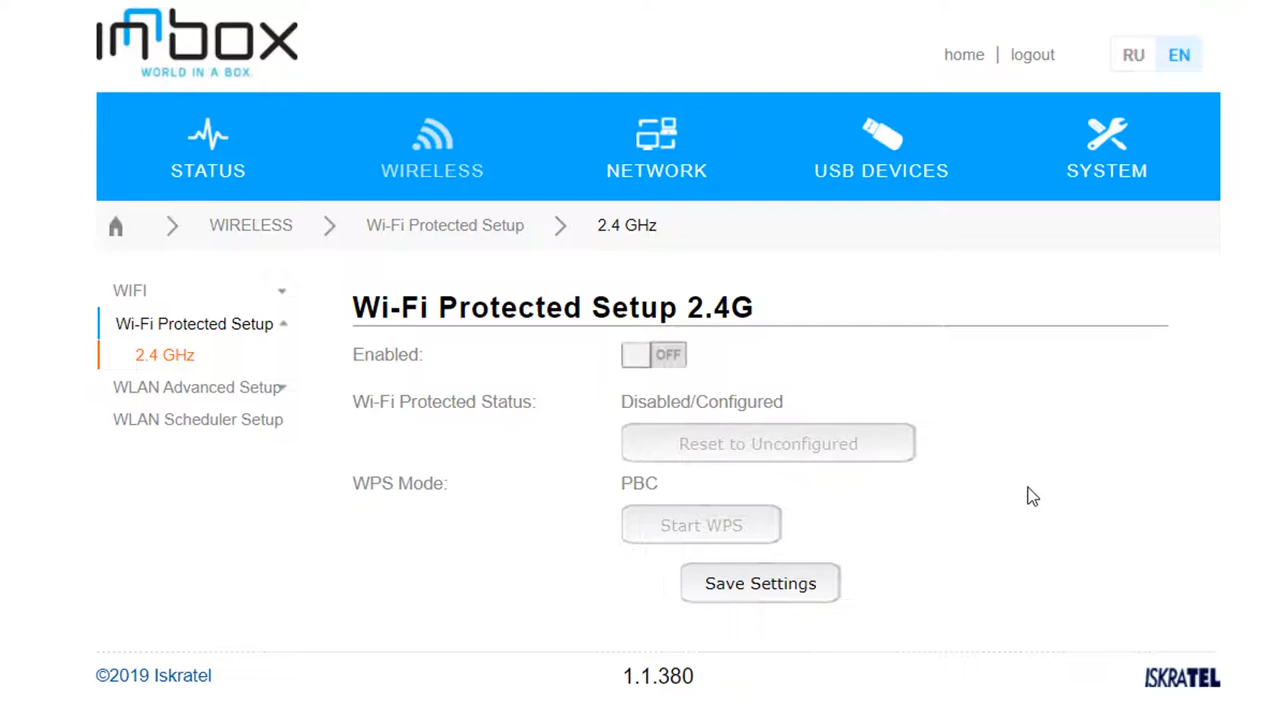 innbox
WORLD IN A BOX.
home | logout
RU EN
STATUS WIRELESS NETWORK USB DEVICES SYSTEM
WIRELESS Wi-Fi Protected Setup 2.4 GHz
WIFI
Wi-Fi Protected Setup
2.4 GHz
WLAN Advanced Setup
WLAN Scheduler Setup
Wi-Fi Protected Setup 2.4G
Enabled: OFF
Wi-Fi Protected Status: Disabled/Configured
Reset to Unconfigured
WPS Mode: PBC
Start WPS
Save Settings
©2019 Iskratel 1.1.380 ISKRATEL